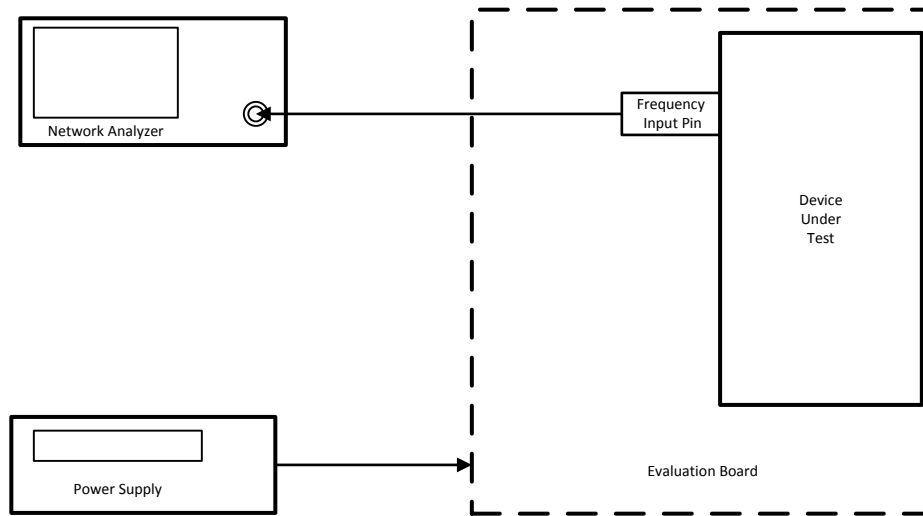 Network Analyzer
Frequency
Input Pin
Device
Under
Test
Power Supply
Evaluation Board